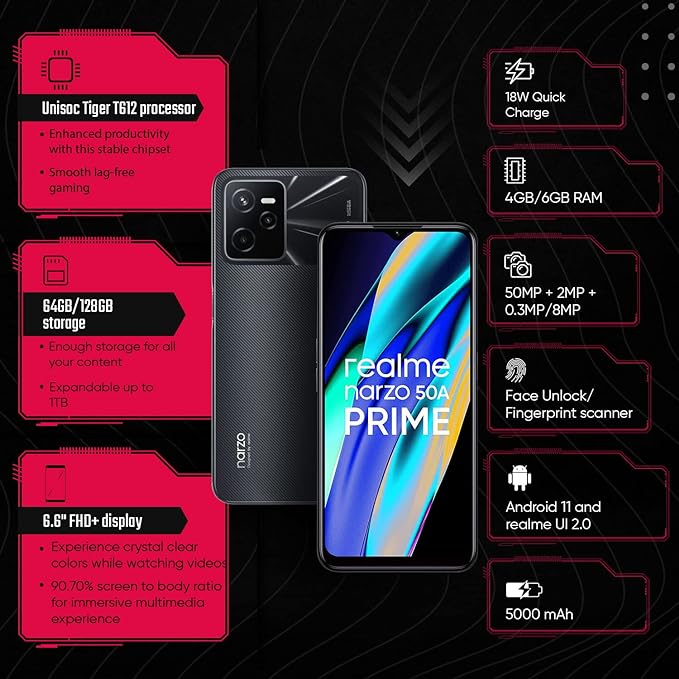 Unisoc Tiger T612 processor
• Enhanced productivity
with this stable chipset
• Smooth lag-free
gaming
64GB/128GB
storage
• Enough storage for all
your content
• Expandable up to
1TB
6.6" FHD+ display
• Experience crystal clear
colors while watching videos
• 90.70% screen to body ratio
for immersive multimedia
experience
narzo
realme
narzo 50A
PRIME
18W Quick
Charge
4GB/6GB RAM
50MP + 2MP +
0.3MP/8MP
Face Unlock/
Fingerprint scanner
Android 11 and
realme UI 2.0
5000 mAh